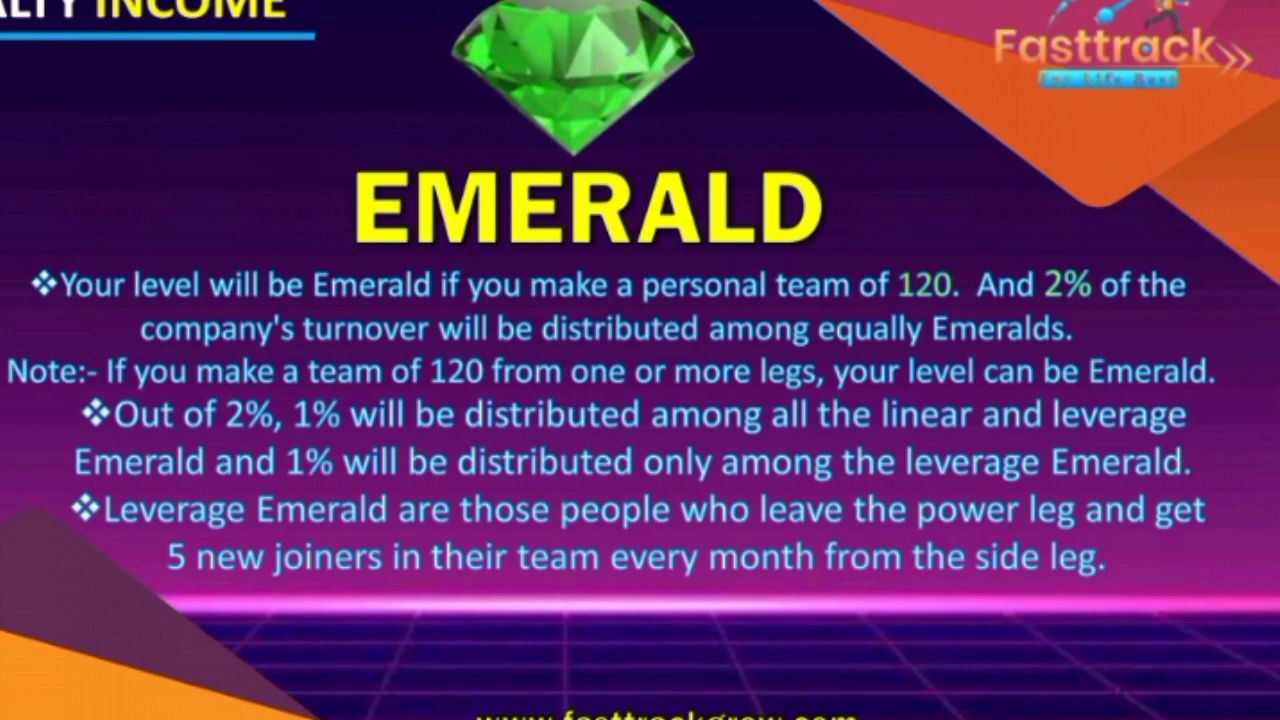 INCOME
Fasttrack
EMERALD
❖Your level will be Emerald if you make a personal team of 120. And 2% of the
company's turnover will be distributed among equally Emeralds.
Note:- If you make a team of 120 from one or more legs, your level can be Emerald.
❖Out of 2%, 1% will be distributed among all the linear and leverage
Emerald and 1% will be distributed only among the leverage Emerald.
❖Leverage Emerald are those people who leave the power leg and get
5 new joiners in their team every month from the side leg.
www.fasttrackgrow.com